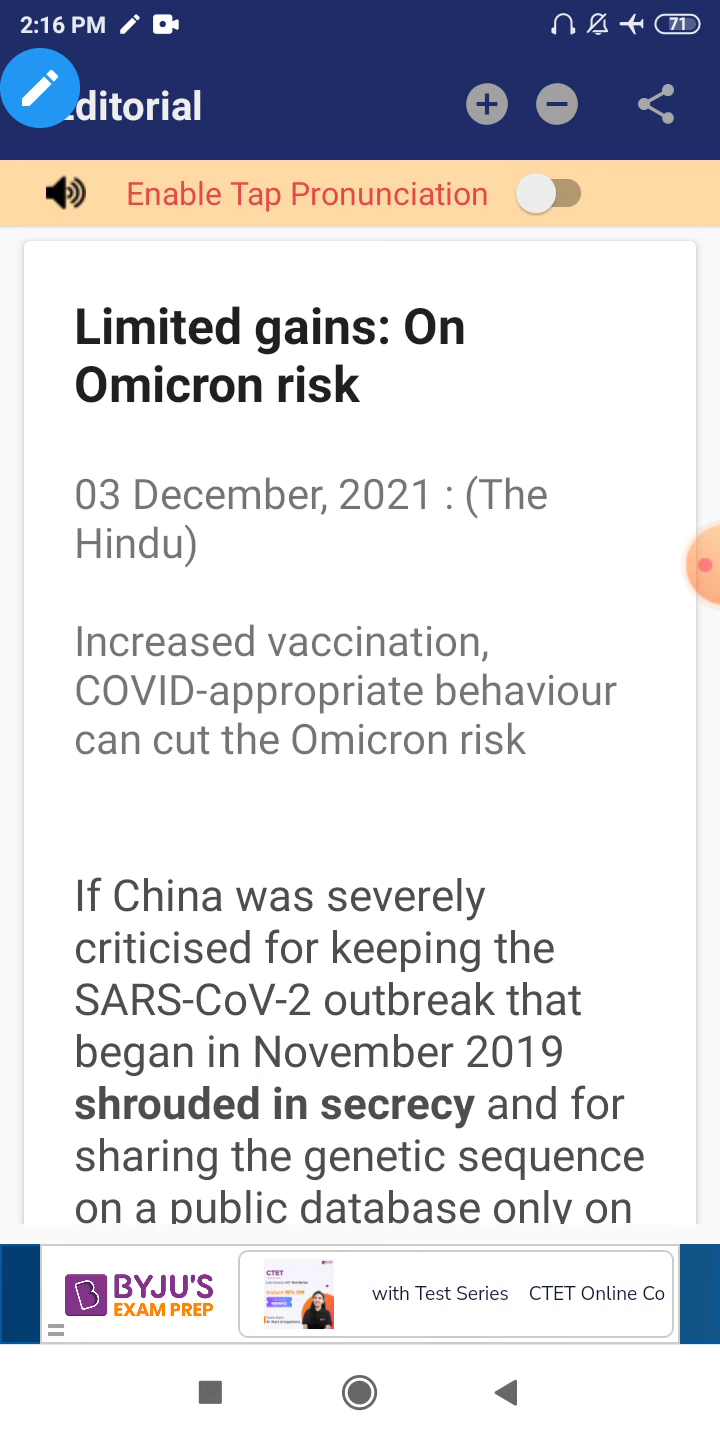 2:16 PM
71
ditorial
Enable Tap Pronunciation
Limited gains: On
Omicron risk
03 December, 2021 : (The
Hindu)
Increased vaccination,
COVID-appropriate behaviour
can cut the Omicron risk
If China was severely
criticised for keeping the
SARS-CoV-2 outbreak that
began in November 2019
shrouded in secrecy and for
sharing the genetic sequence
on a public database only on
BYJU'S
EXAM PREP
CTET
with Test Series CTET Online Co